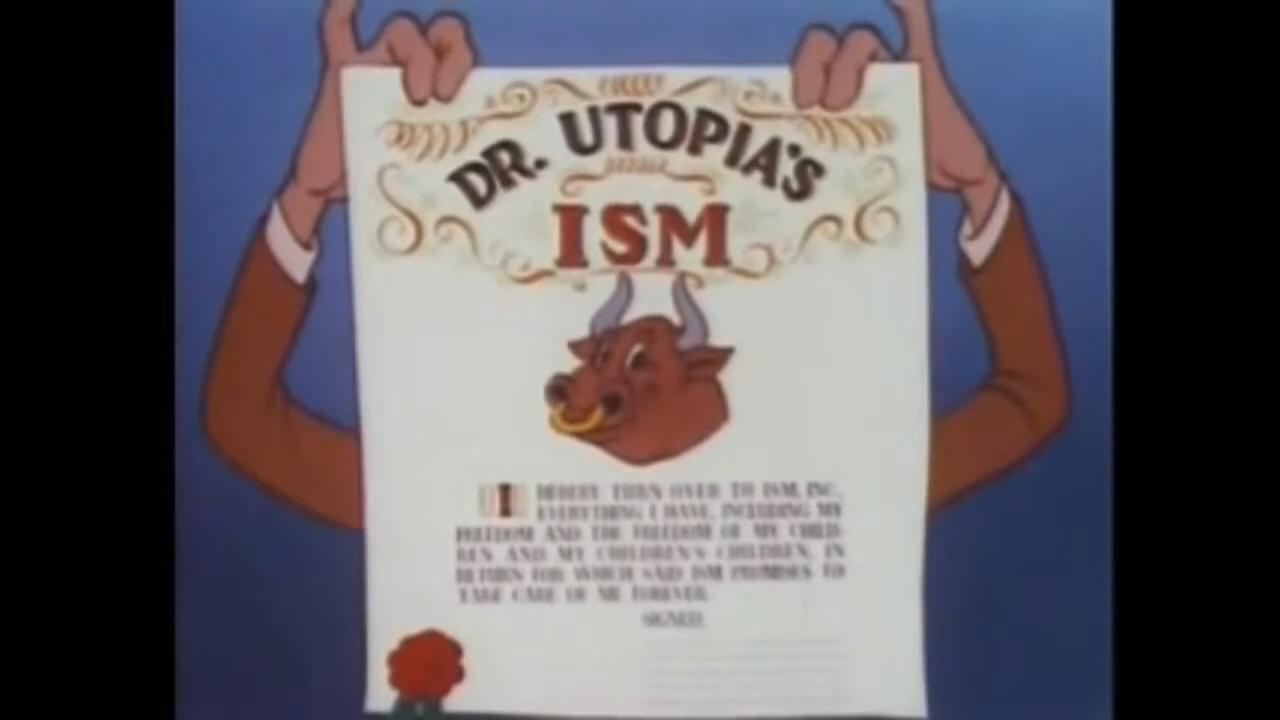 DR. UTOPIA'S
ISM
I HEREBY TURN OVER TO ISM, INC.,
EVERYTHING I HAVE, INCLUDING MY
FREEDOM AND THE FREEDOM OF MY CHILD-
REN AND MY CHILDREN'S CHILDREN, IN
RETURN FOR WHICH SAID ISM PROMISES TO
TAKE CARE OF ME FOREVER.
SIGNED,